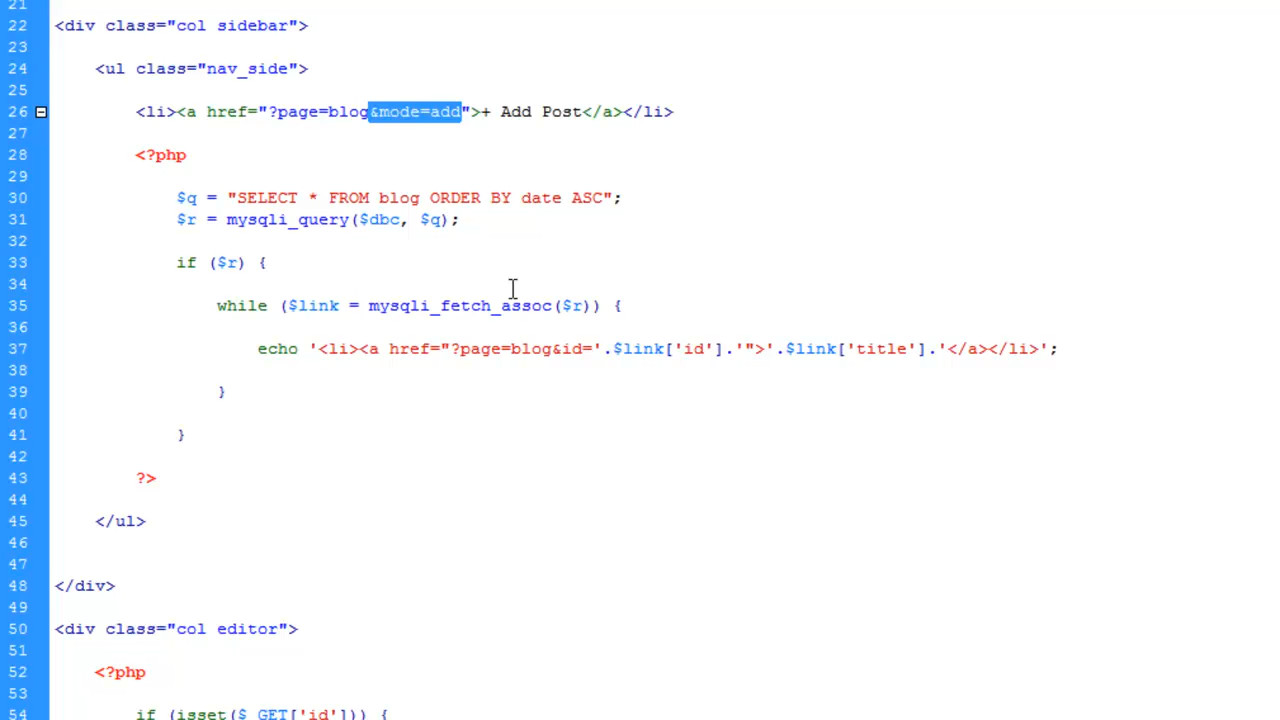 21
22 <div class="col sidebar">
23
24 <ul class="nav_side">
25
26 <li><a href="?page=blog&mode=add">+ Add Post</a></li>
27
28 <?php
29
30 $q = "SELECT * FROM blog ORDER BY date ASC";
31 $r = mysqli_query($dbc, $q);
32
33 if ($r) {
34
35 while ($link = mysqli_fetch_assoc($r)) {
36
37 echo '<li><a href="?page=blog&id='.$link['id'].'">'.$link['title'].'</a></li>';
38
39 }
40
41 }
42
43 ?>
44
45 </ul>
46
47
48 </div>
49
50 <div class="col editor">
51
52 <?php
53
54 if (isset($_GET['id'])) {